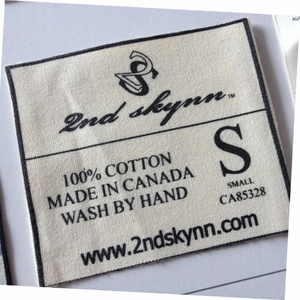 2nd skynn™
100% COTTON
MADE IN CANADA
WASH BY HAND
S
SMALL
CA85328
www.2ndskynn.com